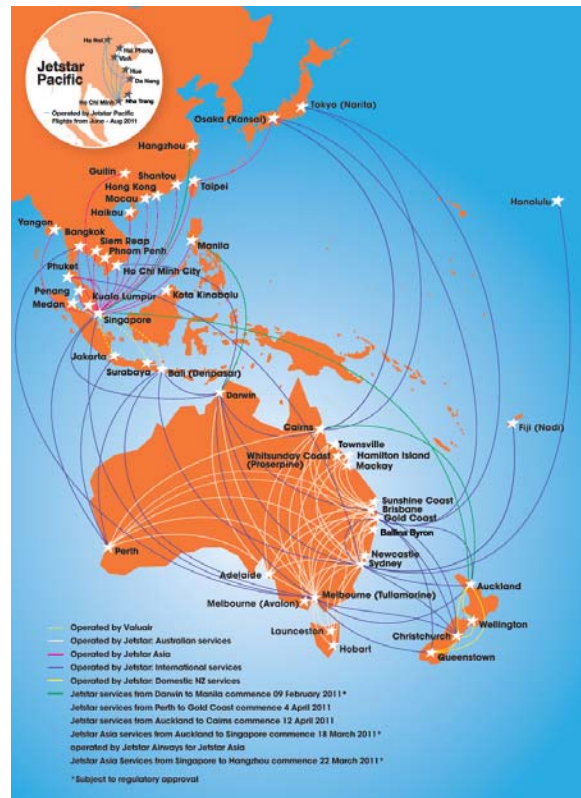 Ha Noi
Hai Phong
Vinh
Jetstar
Pacific
Hue
Da Nang
Ho Chi Minh
Nha Trang
Operated by Jetstar Pacific
Flights from June - Aug 2011
Tokyo (Narita)
Osaka (Kansai)
Hangzhou
Guilin
Shantou
Hong Kong
Taipei
Macau
Honolulu
Haikou
Yangon
Bangkok
Siem Reap
Manila
Phnom Penh
Phuket
Ho Chi Minh City
Penang
Kuala Lumpur
Kota Kinabalu
Medan
Singapore
Jakarta
Surabaya
Bali (Denpasar)
Darwin
Cairns
Fiji (Nadi)
Townsville
Whitsunday Coast
(Proserpine)
Hamilton Island
Mackay
Sunshine Coast
Brisbane
Gold Coast
Ballina Byron
Perth
Newcastle
Sydney
Adelaide
Auckland
Melbourne (Avalon)
Melbourne (Tullamarine)
Wellington
Launceston
Christchurch
Hobart
Queenstown
Operated by Valuair
Operated by Jetstar: Australian services
Operated by Jetstar Asia
Operated by Jetstar: International services
Operated by Jetstar: Domestic NZ services
Jetstar services from Darwin to Manila commence 09 February 2011*
Jetstar services from Perth to Gold Coast commence 4 April 2011
Jetstar services from Auckland to Cairns commence 12 April 2011
Jetstar Asia services from Auckland to Singapore commence 18 March 2011*
operated by Jetstar Airways for Jetstar Asia
Jetstar Asia Services from Singapore to Hangzhou commence 22 March 2011*
*Subject to regulatory approval